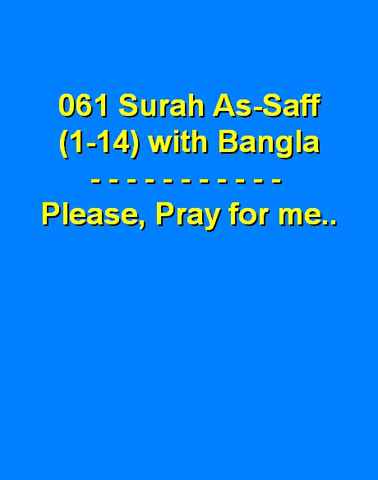 061 Surah As-Saff
(1-14) with Bangla
- - - - - - - - - - -
Please, Pray for me..